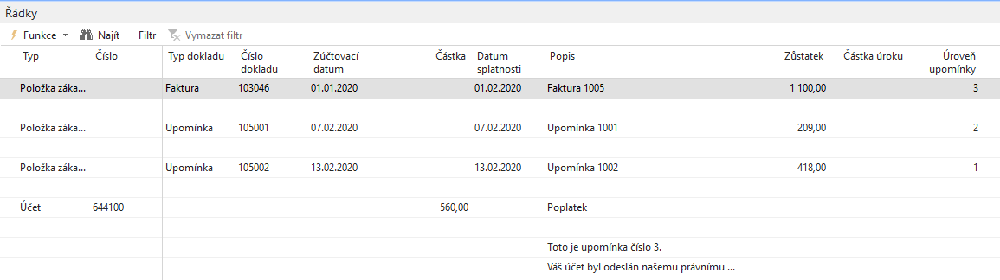 Řádky
Funkce Najít Filtr Vymazat filtr
Typ Číslo Typ dokladu Číslo dokladu Zúčtovací datum Částka Datum splatnosti Popis Zůstatek Částka úroku Úroveň upomínky
Položka záka... Faktura 103046 01.01.2020 01.02.2020 Faktura 1005 1 100,00 3
Položka záka... Upomínka 105001 07.02.2020 07.02.2020 Upomínka 1001 209,00 2
Položka záka... Upomínka 105002 13.02.2020 13.02.2020 Upomínka 1002 418,00 1
Účet 644100 560,00 Poplatek
Toto je upomínka číslo 3.
Váš účet byl odeslán našemu právnímu ...